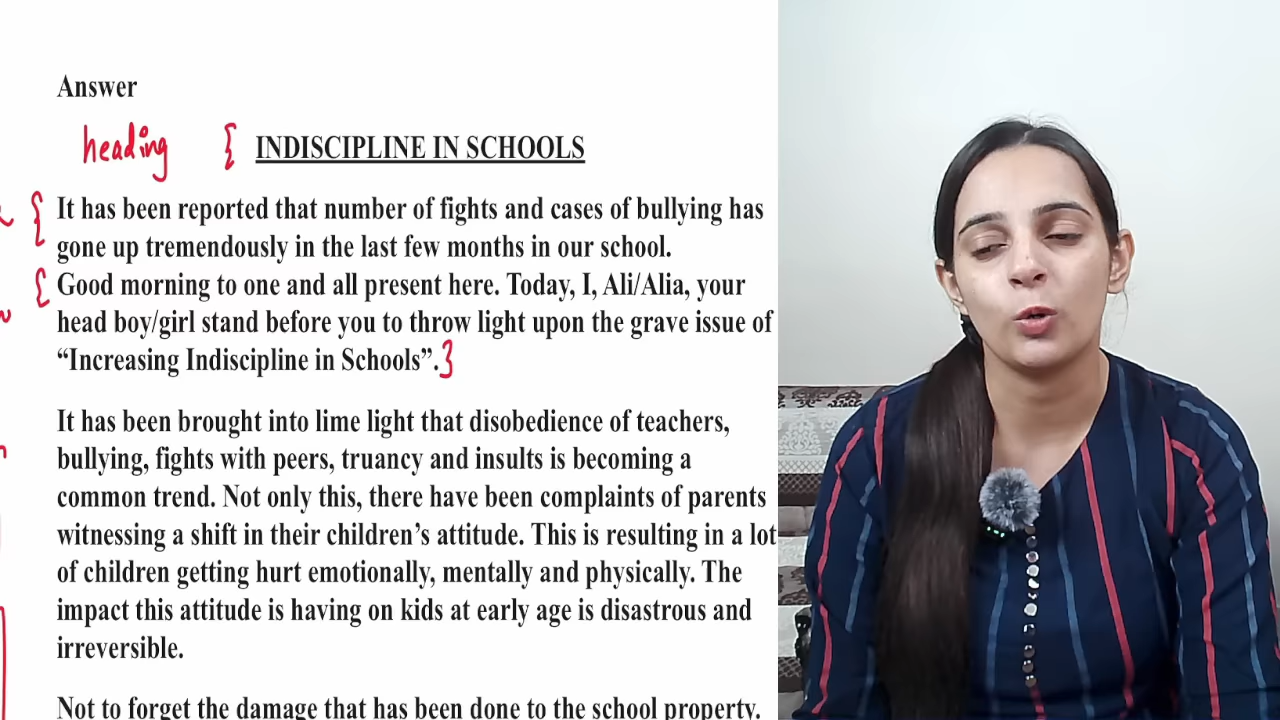 Answer
heading { INDISCIPLINE IN SCHOOLS
{ It has been reported that number of fights and cases of bullying has
gone up tremendously in the last few months in our school.
{ Good morning to one and all present here. Today, I, Ali/Alia, your
head boy/girl stand before you to throw light upon the grave issue of
“Increasing Indiscipline in Schools”. }
It has been brought into lime light that disobedience of teachers,
bullying, fights with peers, truancy and insults is becoming a
common trend. Not only this, there have been complaints of parents
witnessing a shift in their children’s attitude. This is resulting in a lot
of children getting hurt emotionally, mentally and physically. The
impact this attitude is having on kids at early age is disastrous and
irreversible.
Not to forget the damage that has been done to the school property.